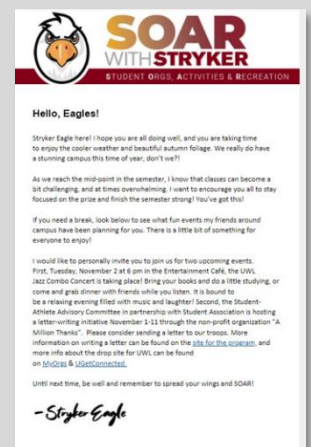 SOAR
WITH STRYKER
STUDENT ORGS, ACTIVITIES & RECREATION
Hello, Eagles!
Stryker Eagle here! I hope you are all doing well, and you are taking time
to enjoy the cooler weather and beautiful autumn foliage. We really do have
a stunning campus this time of year, don't we?!
As we reach the mid-point in the semester, I know that classes can become a
bit challenging, and at times overwhelming. I want to encourage you all to stay
focused on the prize and finish the semester strong! You've got this!
If you need a break, look below to see what fun events my friends around
campus have been planning for you. There is a little bit of something for
everyone to enjoy!
I would like to personally invite you to join us for two upcoming events.
First, Tuesday, November 2 at 6 pm in the Entertainment Café, the UWL
Jazz Combo Concert is taking place! Bring your books and do a little studying, or
come and grab dinner with friends while you listen. It is bound to
be a relaxing evening filled with music and laughter! Second, the Student-
Athlete Advisory Committee in partnership with Student Association is hosting
a letter-writing initiative November 1-11 through the non-profit organization "A
Million Thanks". Please consider sending a letter to our troops. More
information on writing a letter can be found on the site for the program, and
more info about the drop site for UWL can be found
on MyOrgs & UGetConnected.
Until next time, be well and remember to spread your wings and SOAR!
- Stryker Eagle